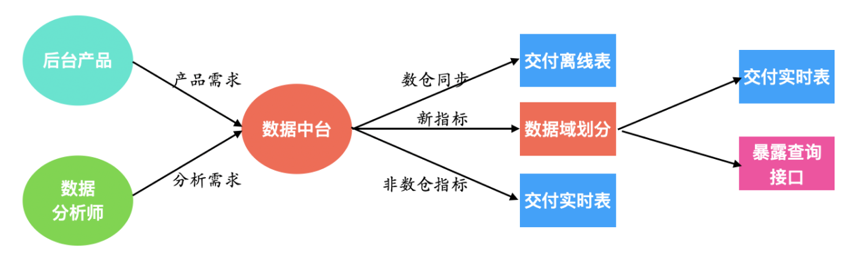 后台产品
产品需求
数据
分析师
分析需求
数据中台
数仓同步
新指标
非数仓指标
交付离线表
数据域划分
交付实时表
交付实时表
暴露查询
接口